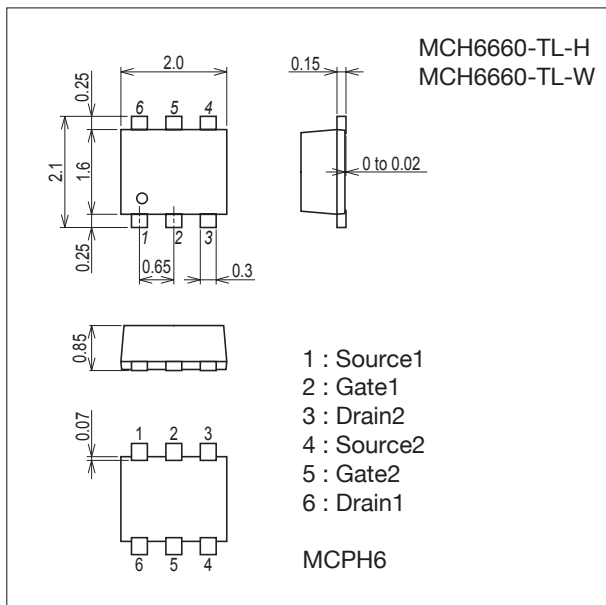 MCH6660-TL-H
MCH6660-TL-W
2.0
0.15
0.25
6 5 4
2.1
1.6
0 to 0.02
0.25
1 2 3
0.65
0.3
0.85
1 : Source1
2 : Gate1
3 : Drain2
4 : Source2
5 : Gate2
6 : Drain1
0.07
1 2 3
6 5 4
MCPH6